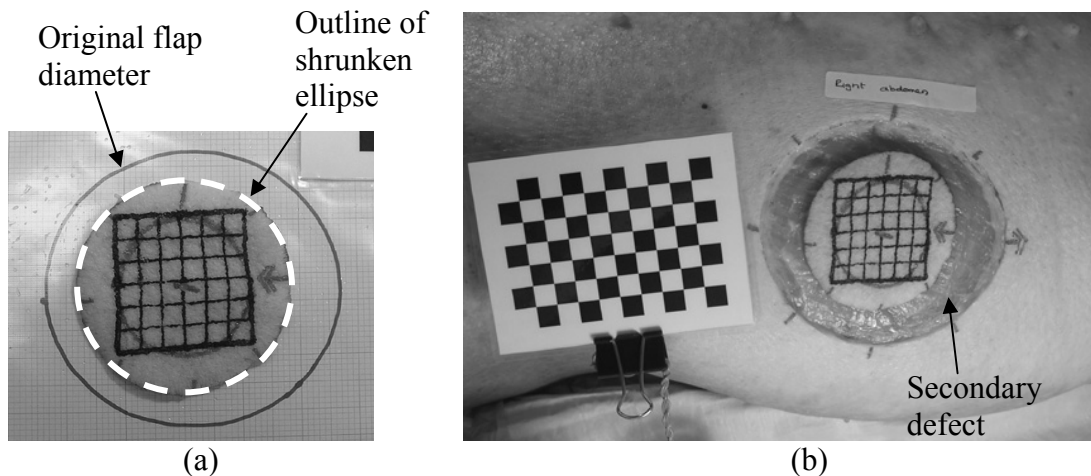 Original flap
diameter
Outline of
shrunken
ellipse
Right abdomen
Secondary
defect
(a)
(b)